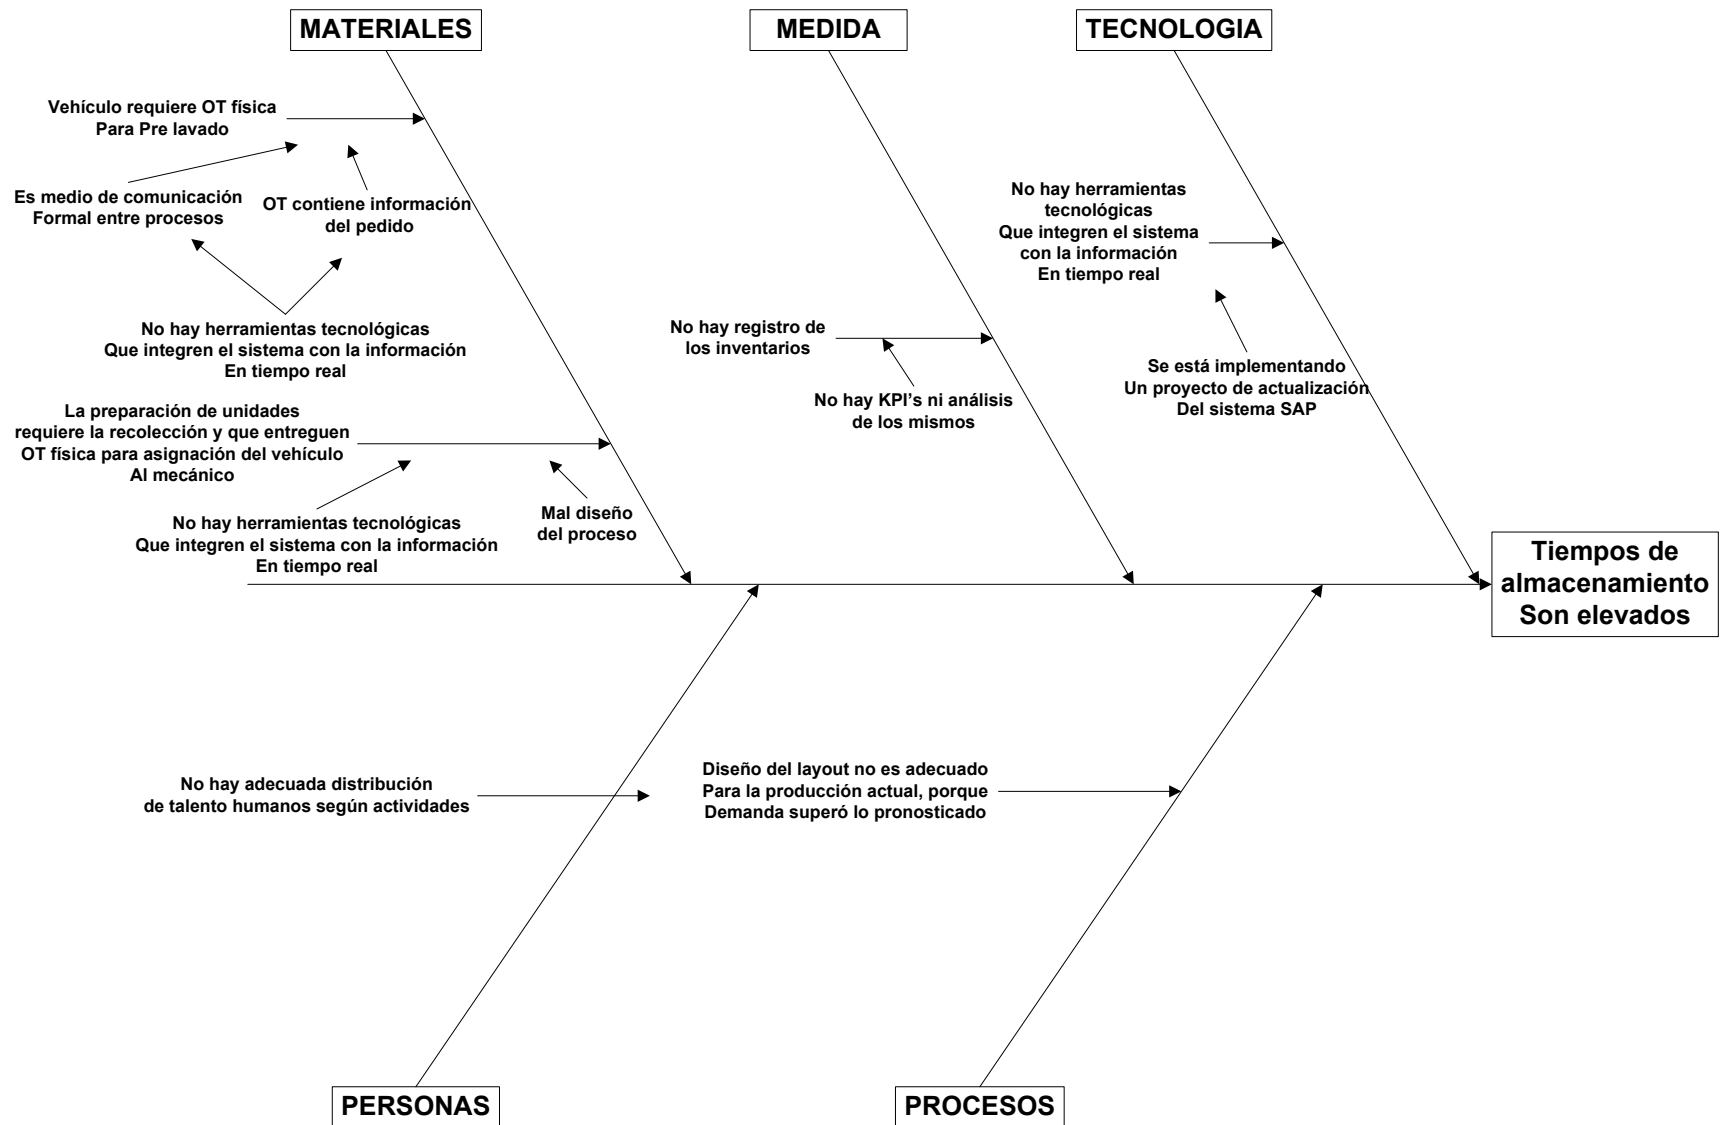 MATERIALES
MEDIDA
TECNOLOGIA
Vehículo requiere OT física
Para Pre lavado
Es medio de comunicación
Formal entre procesos
OT contiene información
del pedido
No hay herramientas tecnológicas
Que integren el sistema con la información
En tiempo real
La preparación de unidades
requiere la recolección y que entreguen
OT física para asignación del vehículo
Al mecánico
No hay herramientas tecnológicas
Que integren el sistema con la información
En tiempo real
Mal diseño
del proceso
No hay registro de
los inventarios
No hay KPI's ni análisis
de los mismos
No hay herramientas
tecnológicas
Que integren el sistema
con la información
En tiempo real
Se está implementando
Un proyecto de actualización
Del sistema SAP
Tiempos de
almacenamiento
Son elevados
No hay adecuada distribución
de talento humanos según actividades
Diseño del layout no es adecuado
Para la producción actual, porque
Demanda superó lo pronosticado
PERSONAS
PROCESOS